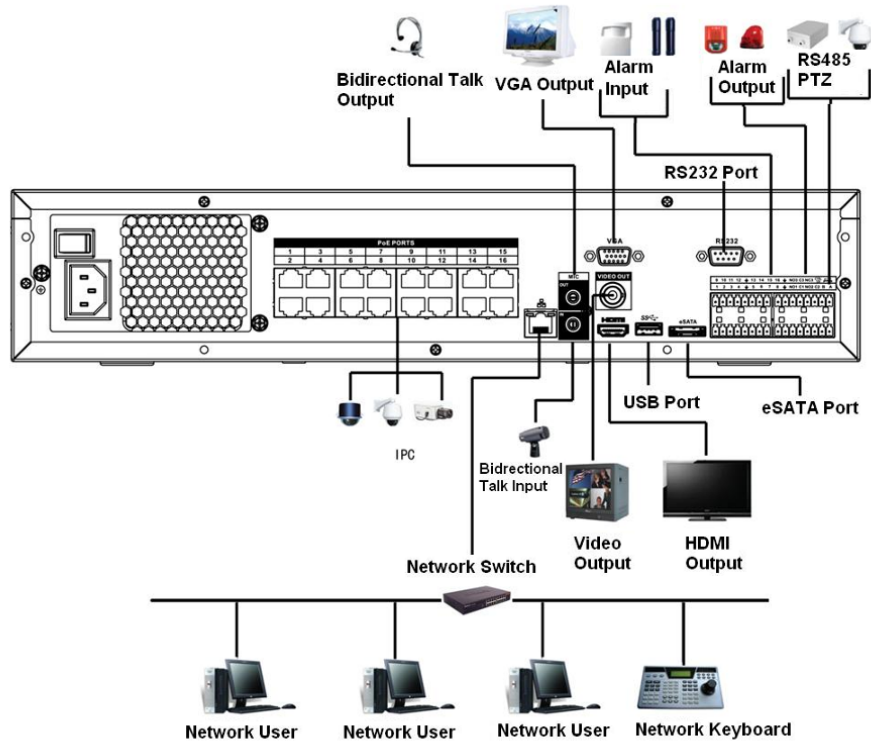 Bidirectional Talk
Output
VGA Output
Alarm
Input
Alarm
Output
RS485
PTZ
RS232 Port
PoE PORTS
1 3 5 7 9 11 13 15
2 4 6 8 10 12 14 16
MIC
OUT
IN
VGA
VIDEO OUT
HDMI
SS
eSATA
RS232
USB Port
eSATA Port
IPC
Bidrectional
Talk Input
Video
Output
HDMI
Output
Network Switch
Network User
Network User
Network User
Network Keyboard